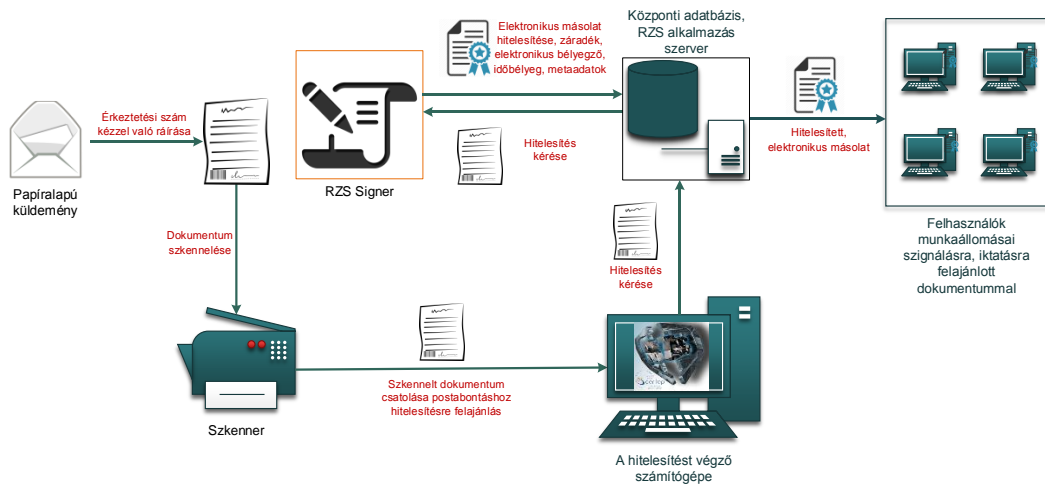 Elektronikus másolat
hitelesítése, záradék,
elektronikus bélyegző,
időbélyeg, metaadatok
Központi adatbázis,
RZS alkalmazás
szerver
Érkeztetési szám
kézzel való ráírása
Hitelesítés
kérése
Hitelesített,
elektronikus másolat
Papíralapú
küldemény
RZS Signer
Dokumentum
szkennelése
Felhasználók
munkaállomásai
szignálásra, iktatásra
felajánlott
dokumentummal
Hitelesítés
kérése
Szkennelt dokumentum
csatolása postabontáshoz
hitelesítésre felajánlás
Szkenner
A hitelesítést végző
számítógépe